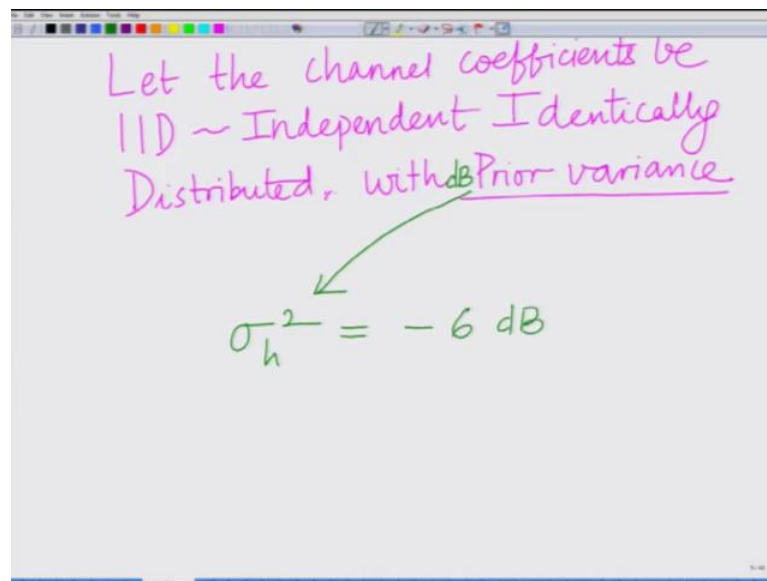 Let the channel coefficients be
IID ~ Independent Identically
Distributed, with dB Prior variance
σh² = - 6 dB